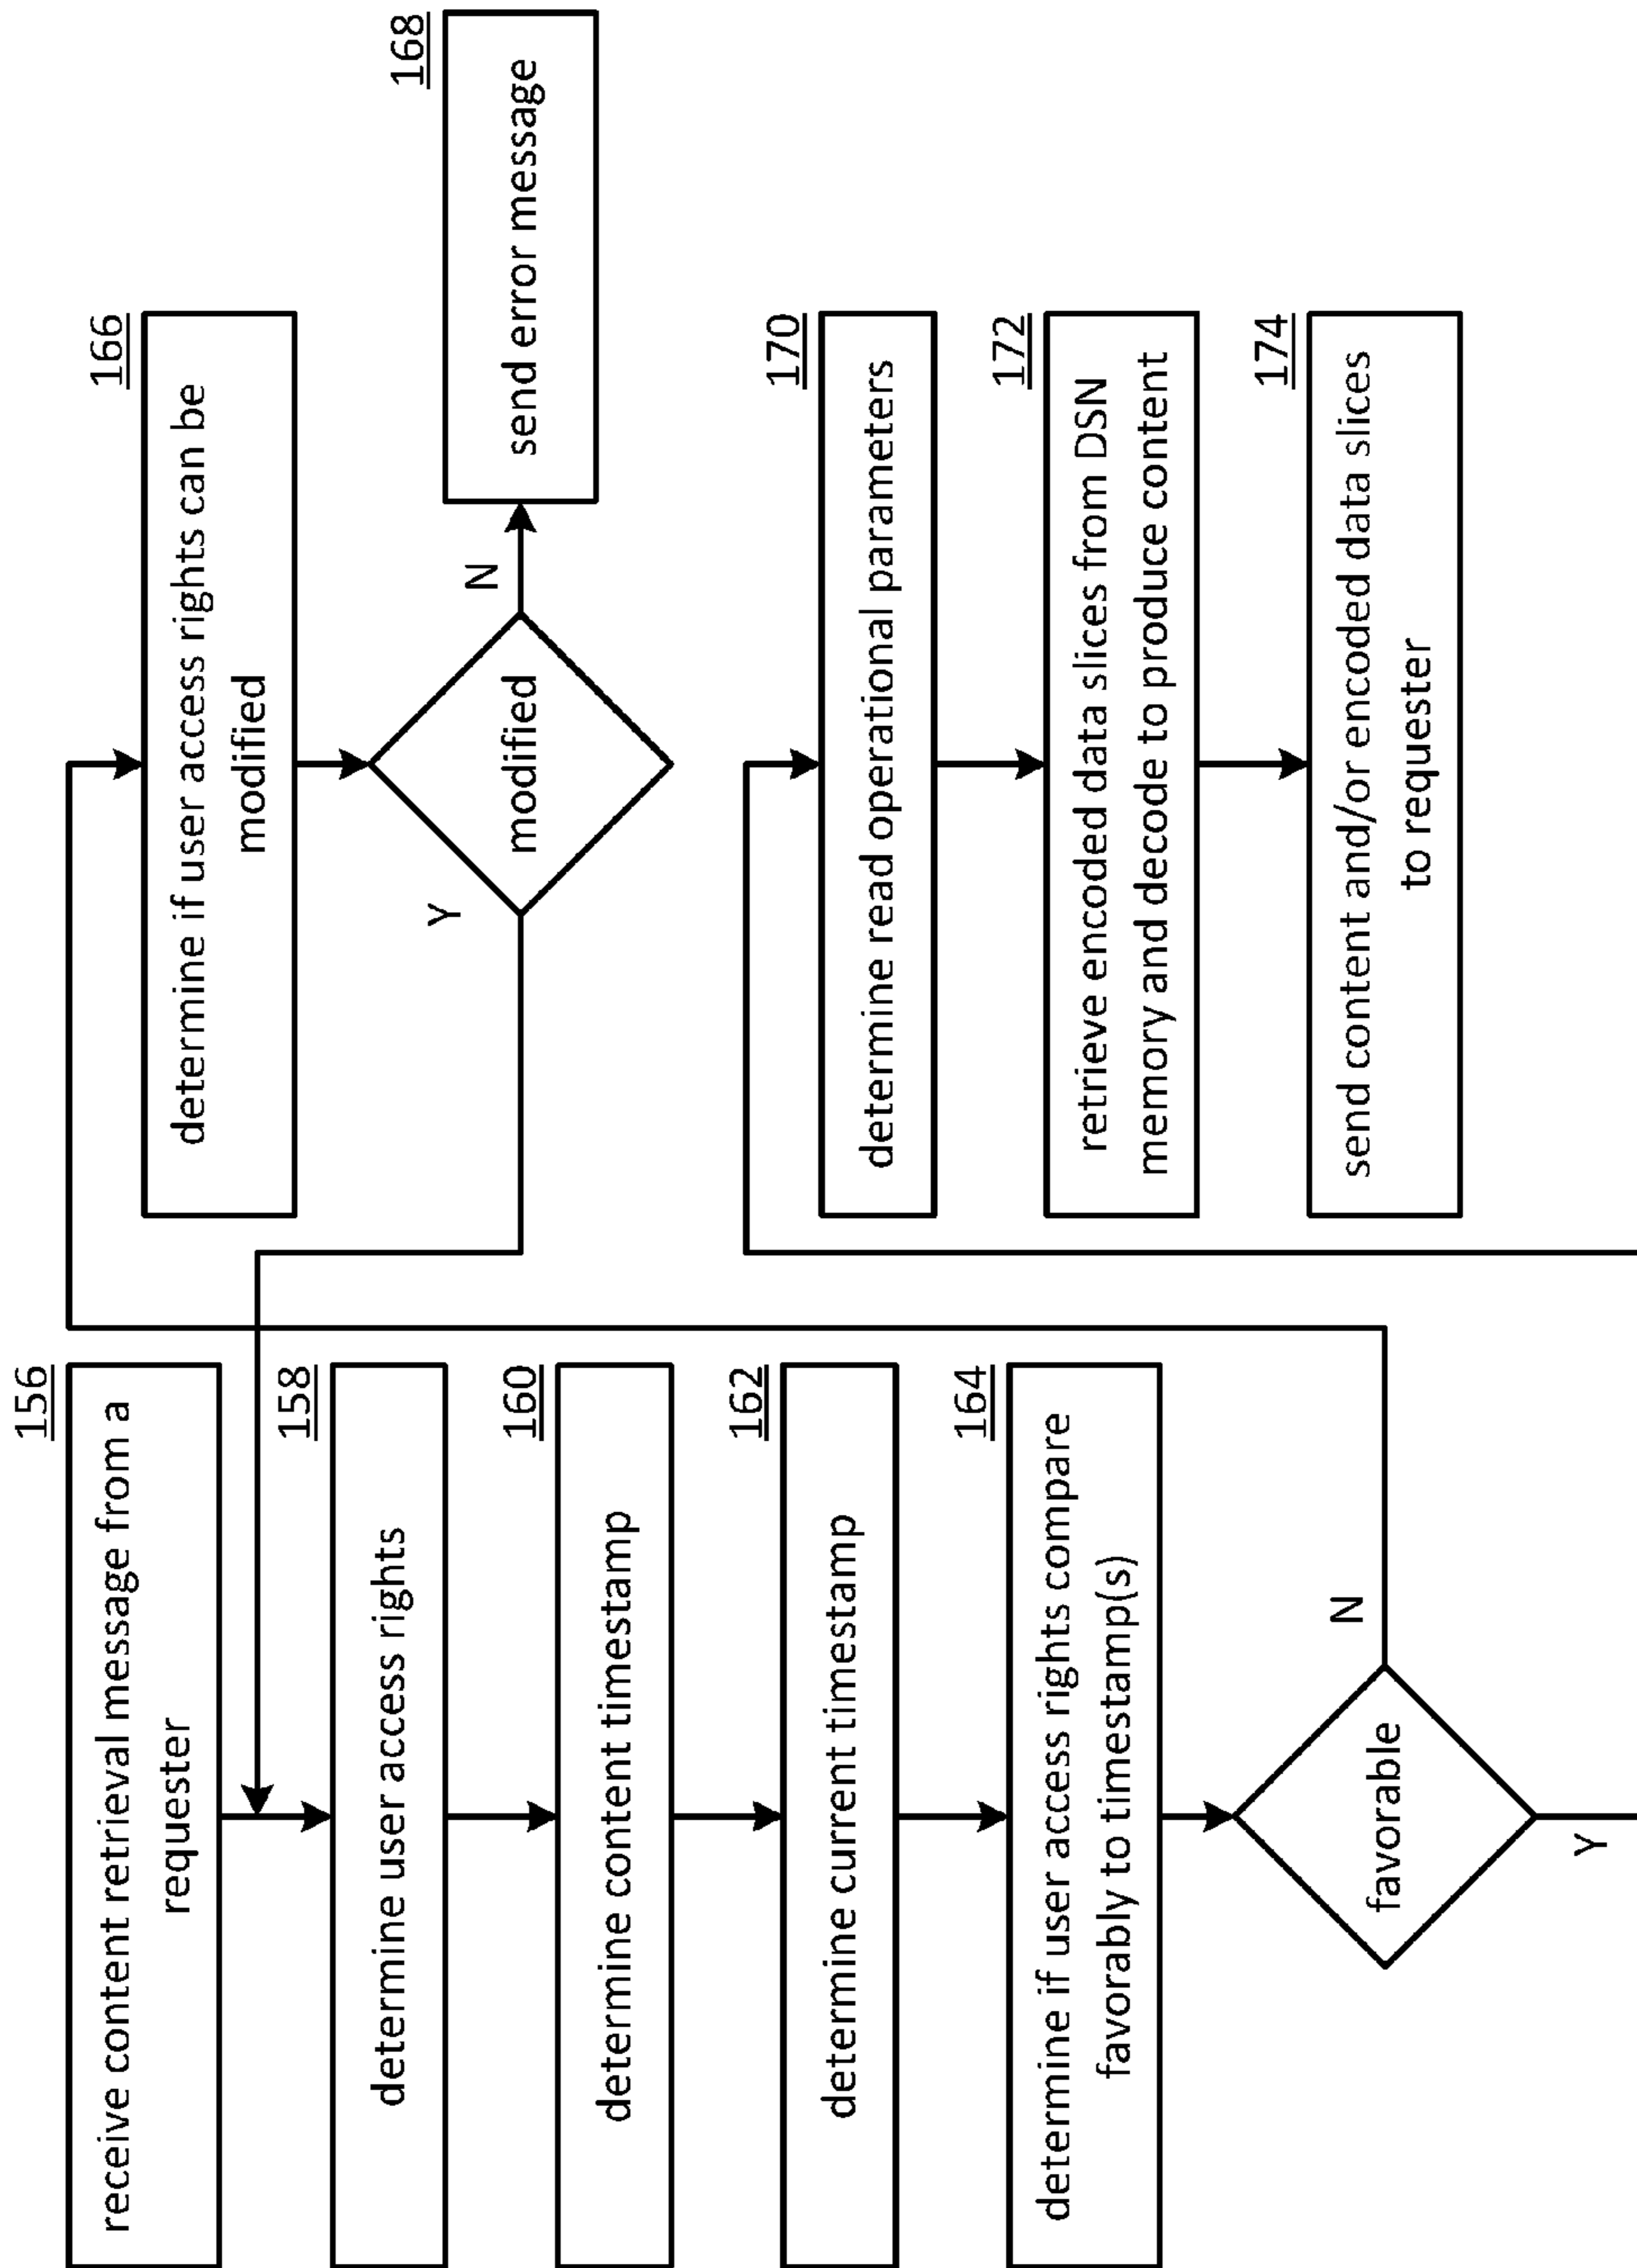 156
receive content retrieval message from a
requester
158
determine user access rights
160
determine content timestamp
162
determine current timestamp
164
determine if user access rights compare
favorably to timestamp(s)
favorable
N
Y
166
determine if user access rights can be
modified
modified
Y
N
168
send error message
170
determine read operational parameters
172
retrieve encoded data slices from DSN
memory and decode to produce content
174
send content and/or encoded data slices
to requester